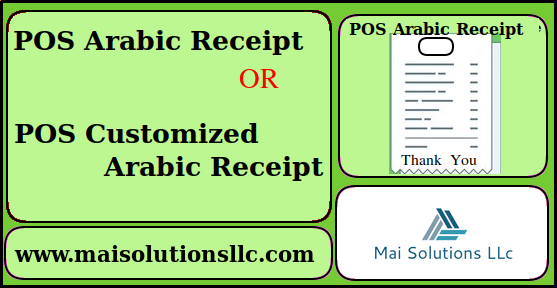 POS Arabic Receipt
OR
POS Customized
Arabic Receipt
www.maisolutionsllc.com
POS Arabic Receipt
Thank You
Mai Solutions LLc